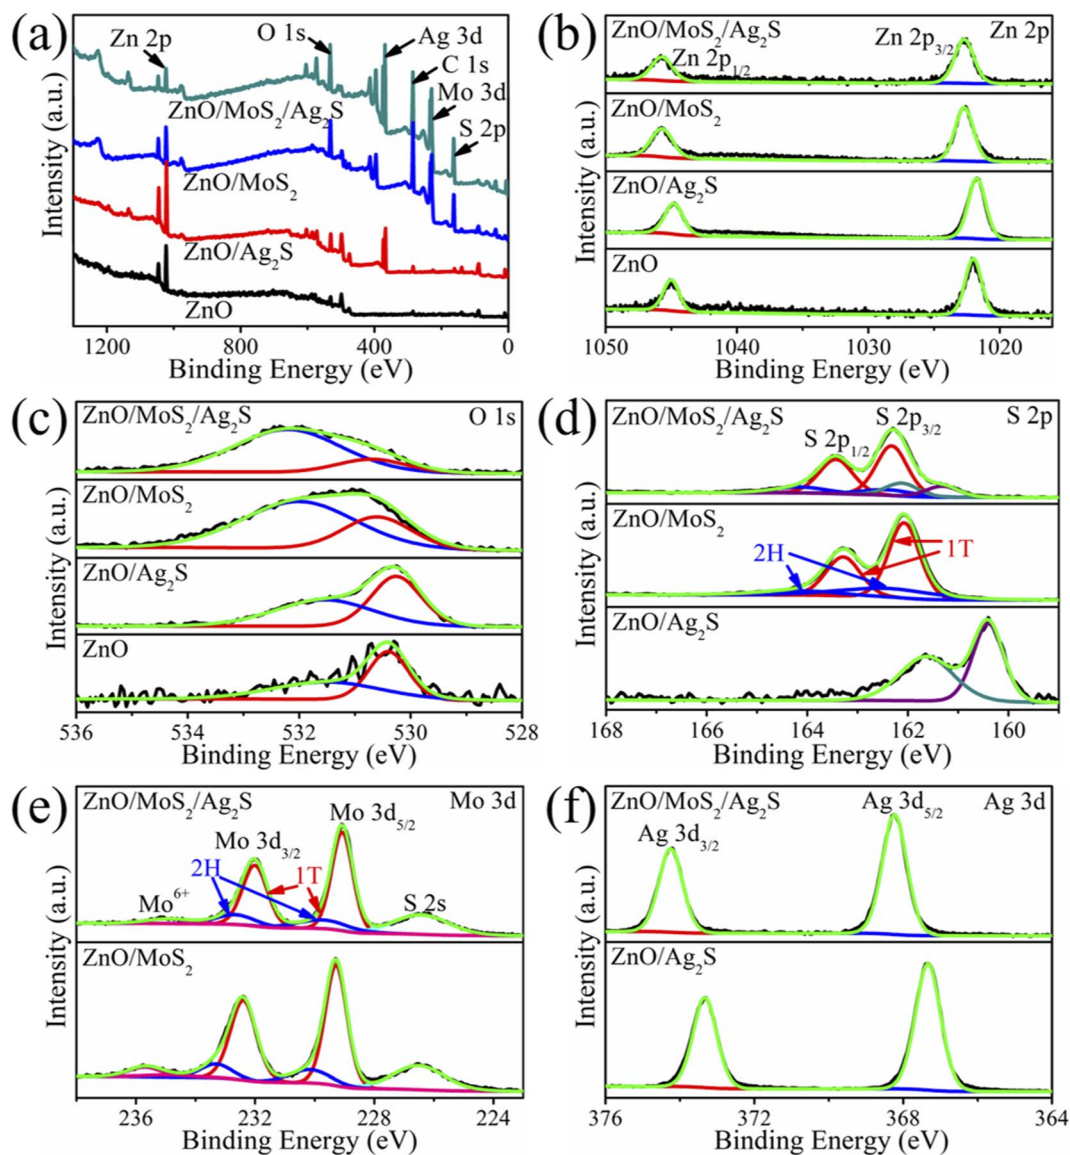 (a)
Zn 2p
O 1s
Ag 3d
C 1s
Mo 3d
S 2p
ZnO/MoS₂/Ag₂S
ZnO/MoS₂
ZnO/Ag₂S
ZnO
Intensity (a.u.)
1200 800 400 0
Binding Energy (eV)
(b)
ZnO/MoS₂/Ag₂S
Zn 2p₁/₂
Zn 2p₃/₂
Zn 2p
ZnO/MoS₂
ZnO/Ag₂S
ZnO
Intensity (a.u.)
1050 1040 1030 1020
Binding Energy (eV)
(c)
ZnO/MoS₂/Ag₂S
O 1s
ZnO/MoS₂
ZnO/Ag₂S
ZnO
Intensity (a.u.)
536 534 532 530 528
Binding Energy (eV)
(d)
ZnO/MoS₂/Ag₂S
S 2p₁/₂
S 2p₃/₂
S 2p
ZnO/MoS₂
2H
1T
ZnO/Ag₂S
Intensity (a.u.)
168 166 164 162 160
Binding Energy (eV)
(e)
ZnO/MoS₂/Ag₂S
Mo 3d
Mo 3d₅/₂
Mo 3d₃/₂
2H
1T
Mo⁶⁺
S 2s
ZnO/MoS₂
Intensity (a.u.)
236 232 228 224
Binding Energy (eV)
(f)
ZnO/MoS₂/Ag₂S
Ag 3d₅/₂
Ag 3d
Ag 3d₃/₂
ZnO/Ag₂S
Intensity (a.u.)
376 372 368 364
Binding Energy (eV)